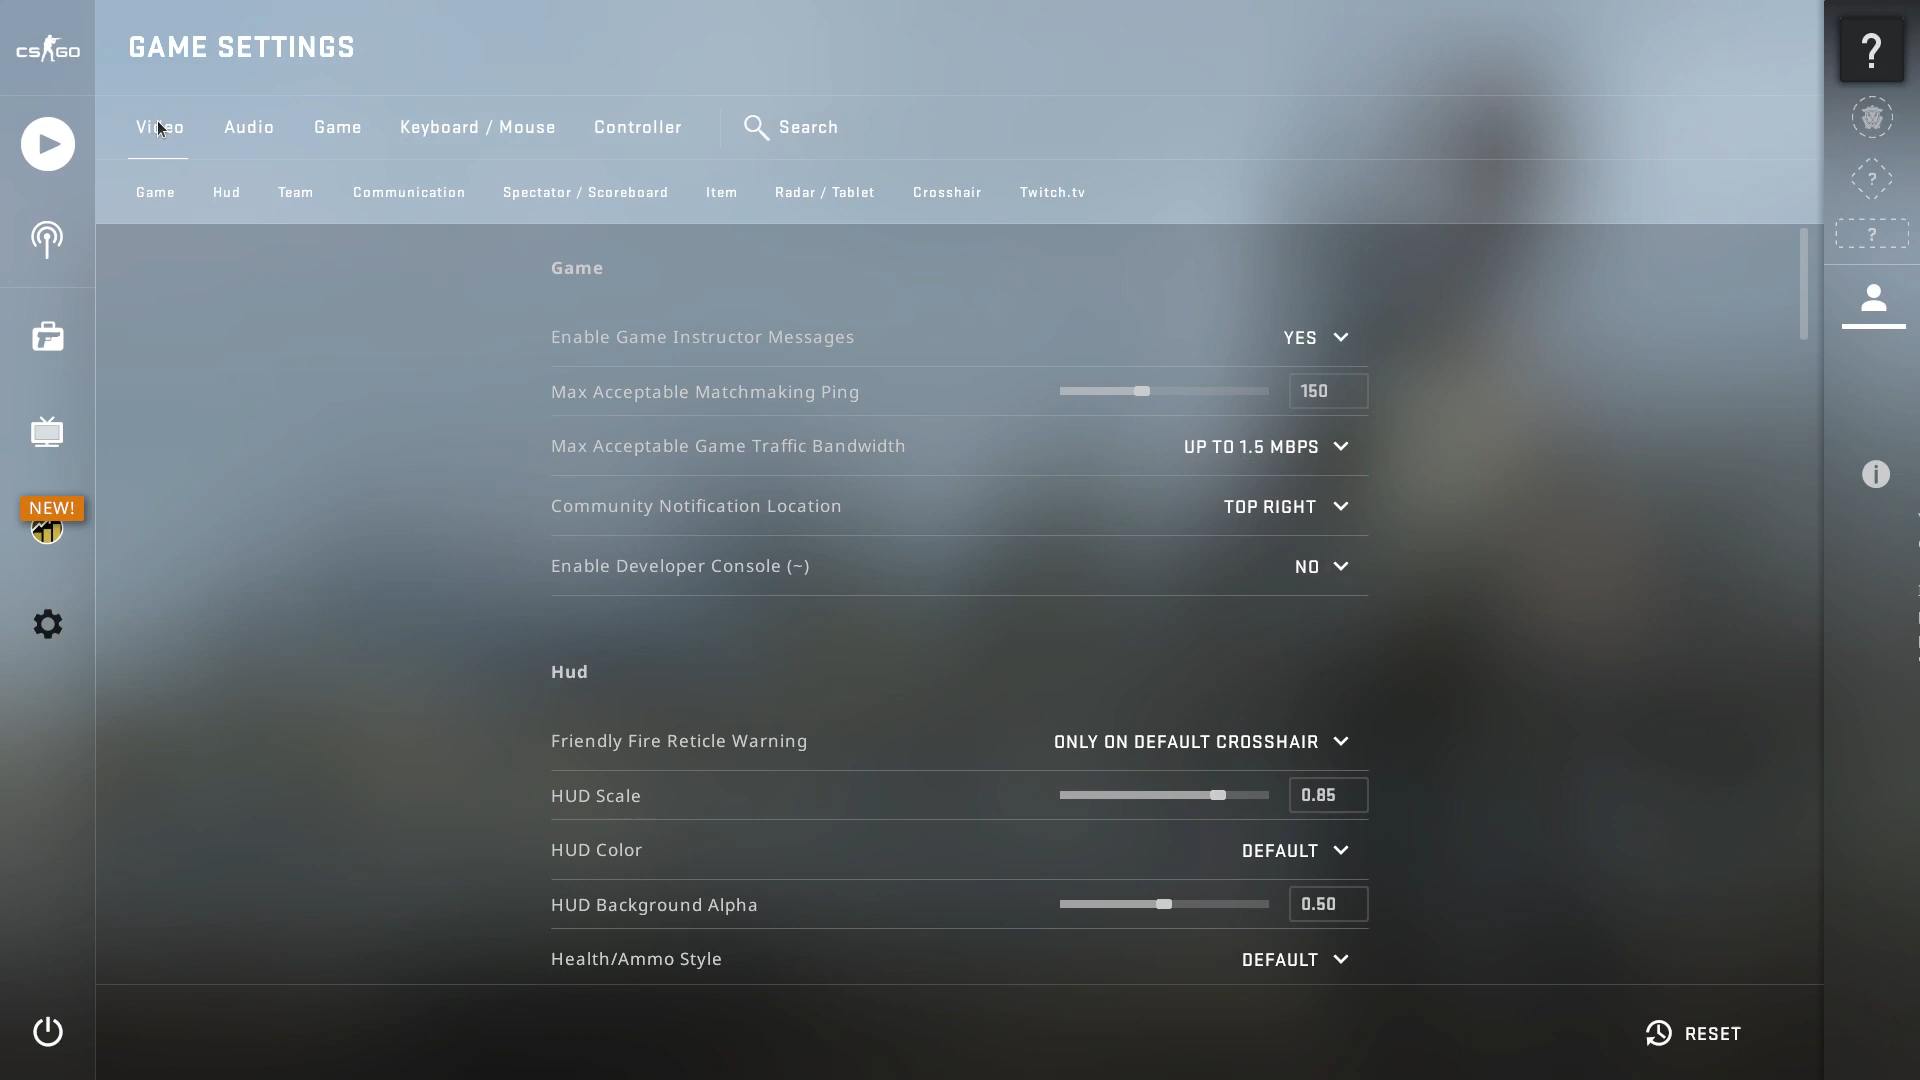 CS GO
GAME SETTINGS
Video Audio Game Keyboard / Mouse Controller Search
Game Hud Team Communication Spectator / Scoreboard Item Radar / Tablet Crosshair Twitch.tv
Game
Enable Game Instructor Messages YES
Max Acceptable Matchmaking Ping 150
Max Acceptable Game Traffic Bandwidth UP TO 1.5 MBPS
Community Notification Location TOP RIGHT
Enable Developer Console (~) NO
Hud
Friendly Fire Reticle Warning ONLY ON DEFAULT CROSSHAIR
HUD Scale 0.85
HUD Color DEFAULT
HUD Background Alpha 0.50
Health/Ammo Style DEFAULT
RESET
NEW!
?
?
?